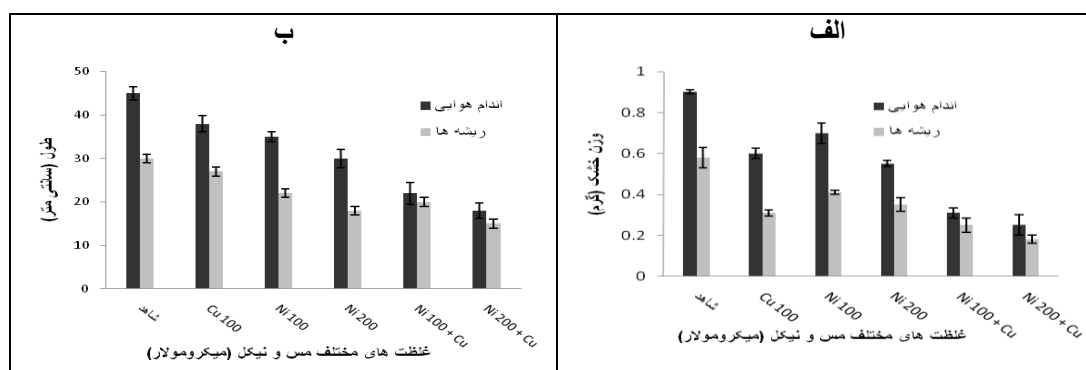 الف
وزن خشک (گرم)
1
0.8
0.6
0.4
0.2
0
اندام هوایی
ریشه ها
شاهد
Cu 100
Ni 100
Ni 200
Ni 100 + Cu
Ni 200 + Cu
غلظت های مختلف مس و نیکل (میکرومولار)
ب
طول (سانتی متر)
50
40
30
20
10
0
اندام هوایی
ریشه ها
شاهد
Cu 100
Ni 100
Ni 200
Ni 100 + Cu
Ni 200 + Cu
غلظت های مختلف مس و نیکل (میکرومولار)